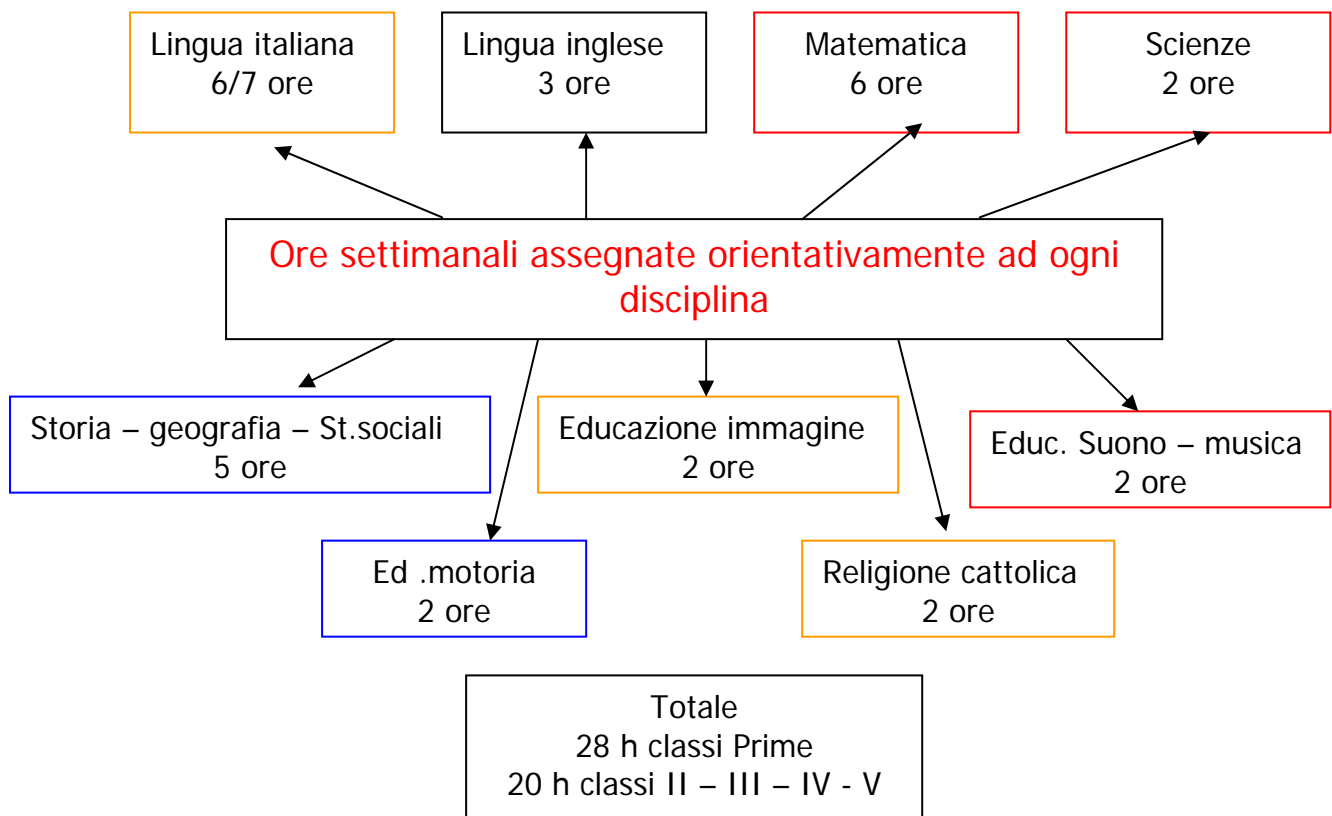 Lingua italiana
6/7 ore
Lingua inglese
3 ore
Matematica
6 ore
Scienze
2 ore
Ore settimanali assegnate orientativamente ad ogni
disciplina
Storia – geografia – St.sociali
5 ore
Educazione immagine
2 ore
Educ. Suono – musica
2 ore
Ed .motoria
2 ore
Religione cattolica
2 ore
Totale
28 h classi Prime
20 h classi II – III – IV - V